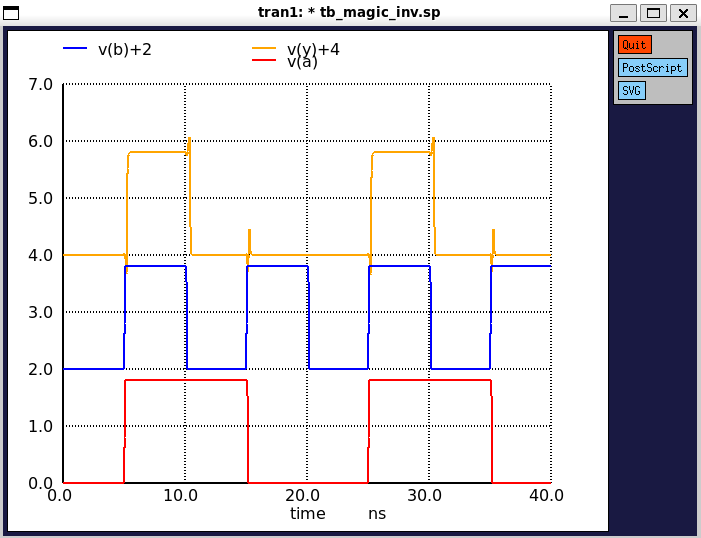 tran1: * tb_magic_inv.sp
v(b)+2
v(y)+4
v(a)
Quit
PostScript
SVG
7.0
6.0
5.0
4.0
3.0
2.0
1.0
0.0
0.0 10.0 20.0 30.0 40.0
time ns